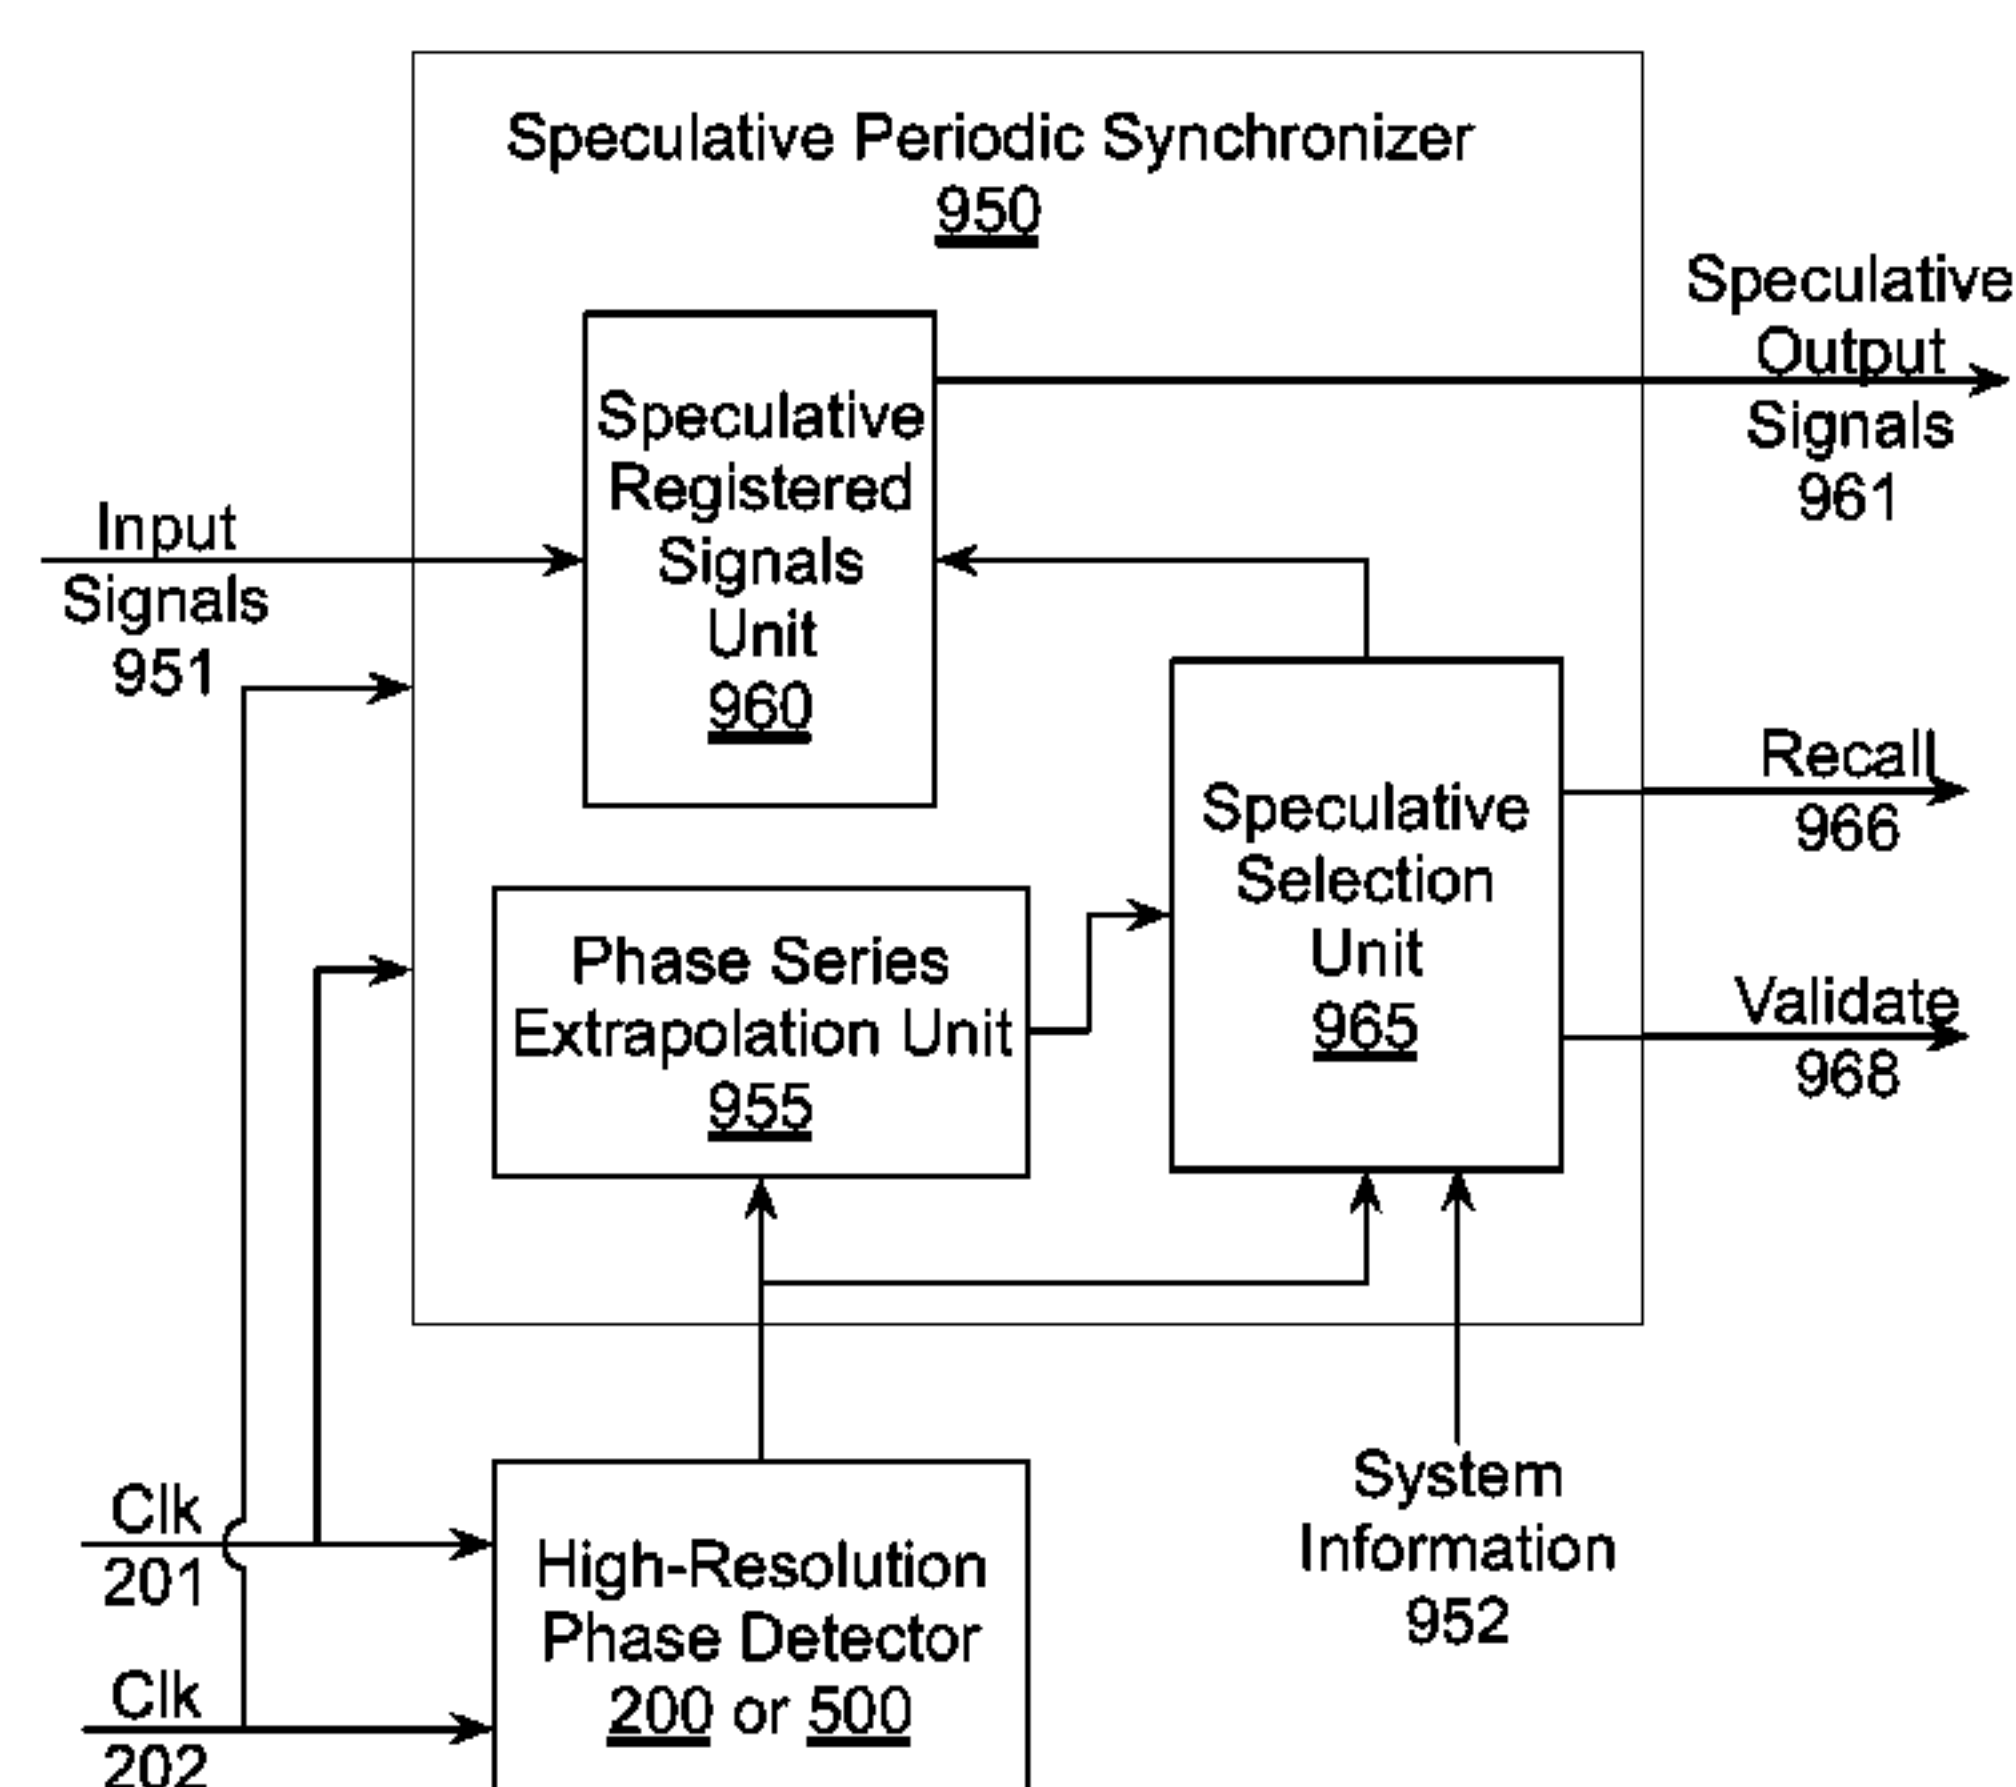 Speculative Periodic Synchronizer
950
Speculative
Output
Signals
961
Speculative
Registered
Signals
Unit
960
Input
Signals
951
Recall
966
Speculative
Selection
Unit
965
Phase Series
Extrapolation Unit
955
Validate
968
Clk
201
High-Resolution
Phase Detector
200 or 500
System
Information
952
Clk
202